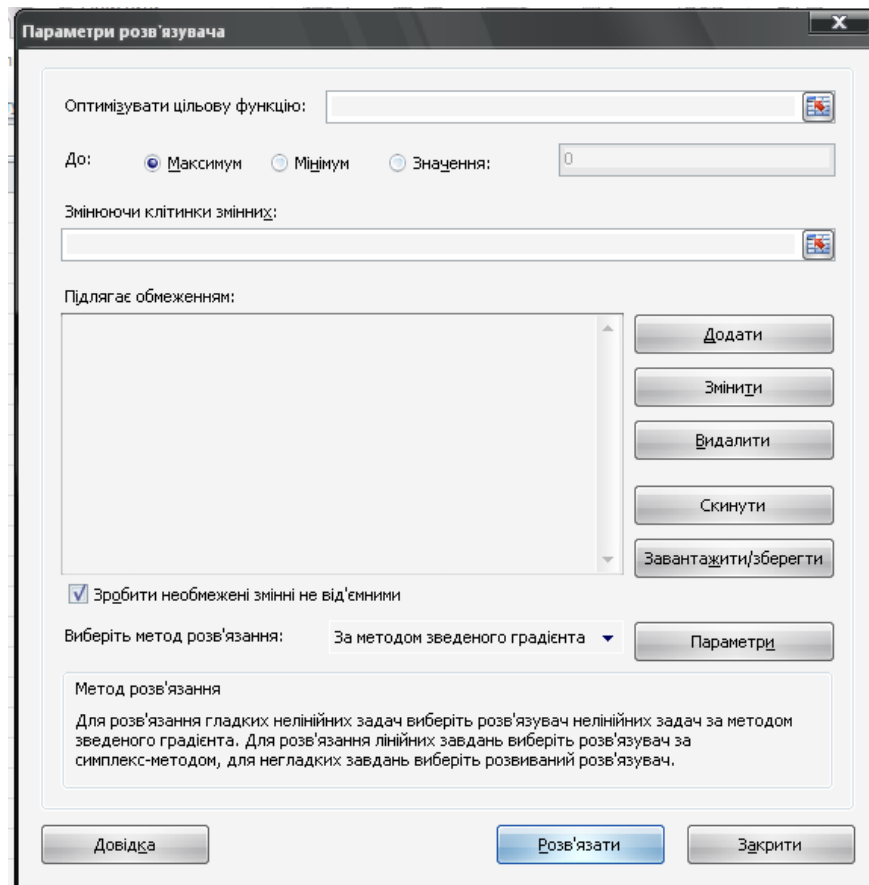 Параметри розв'язувача
Оптимізувати цільову функцію:
До: Максимум Мінімум Значення: 0
Змінюючи клітинки змінних:
Підлягає обмеженням:
Додати
Змінити
Видалити
Скинути
Завантажити/зберегти
Зробити необмежені змінні не від'ємними
Виберіть метод розв'язання: За методом зведеного градієнта Параметри
Метод розв'язання
Для розв'язання гладких нелінійних задач виберіть розв'язувач нелінійних задач за методом
зведеного градієнта. Для розв'язання лінійних завдань виберіть розв'язувач за
симплекс-методом, для негладких завдань виберіть розвиваний розв'язувач.
Довідка Розв'язати Закрити